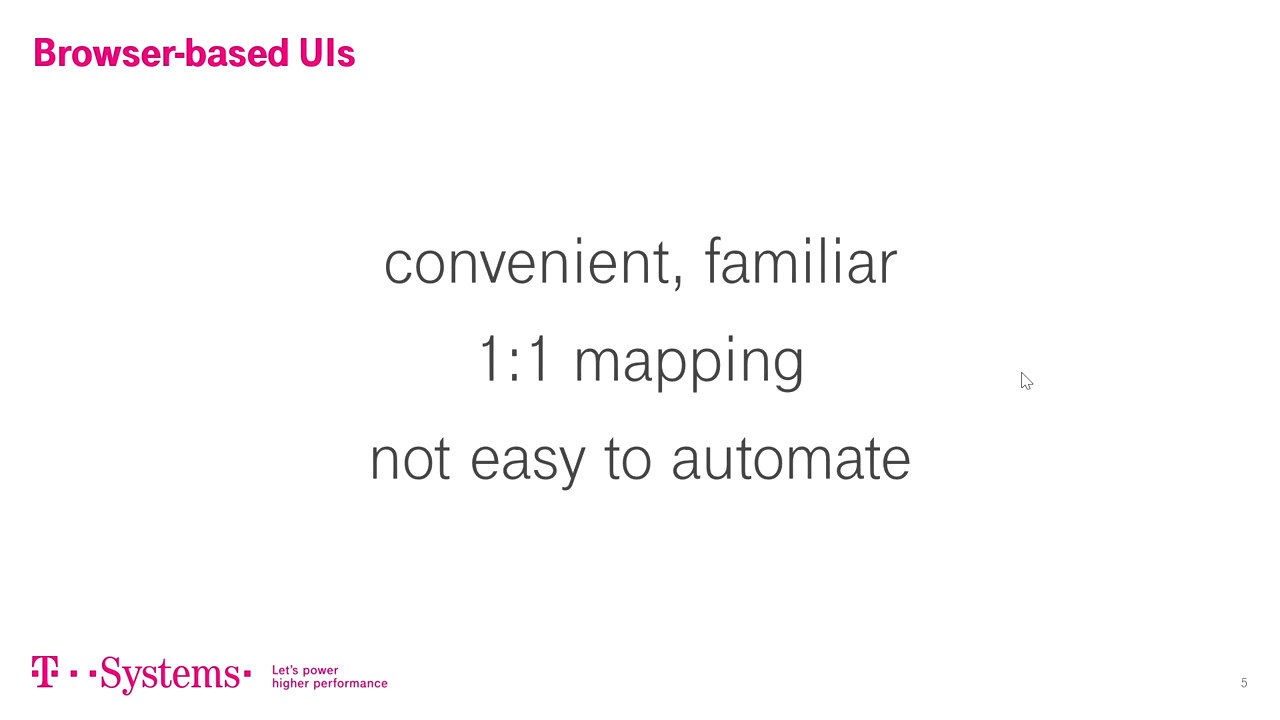 Browser-based UIs
convenient, familiar
1:1 mapping
not easy to automate
T··Systems·
Let's power
higher performance
5